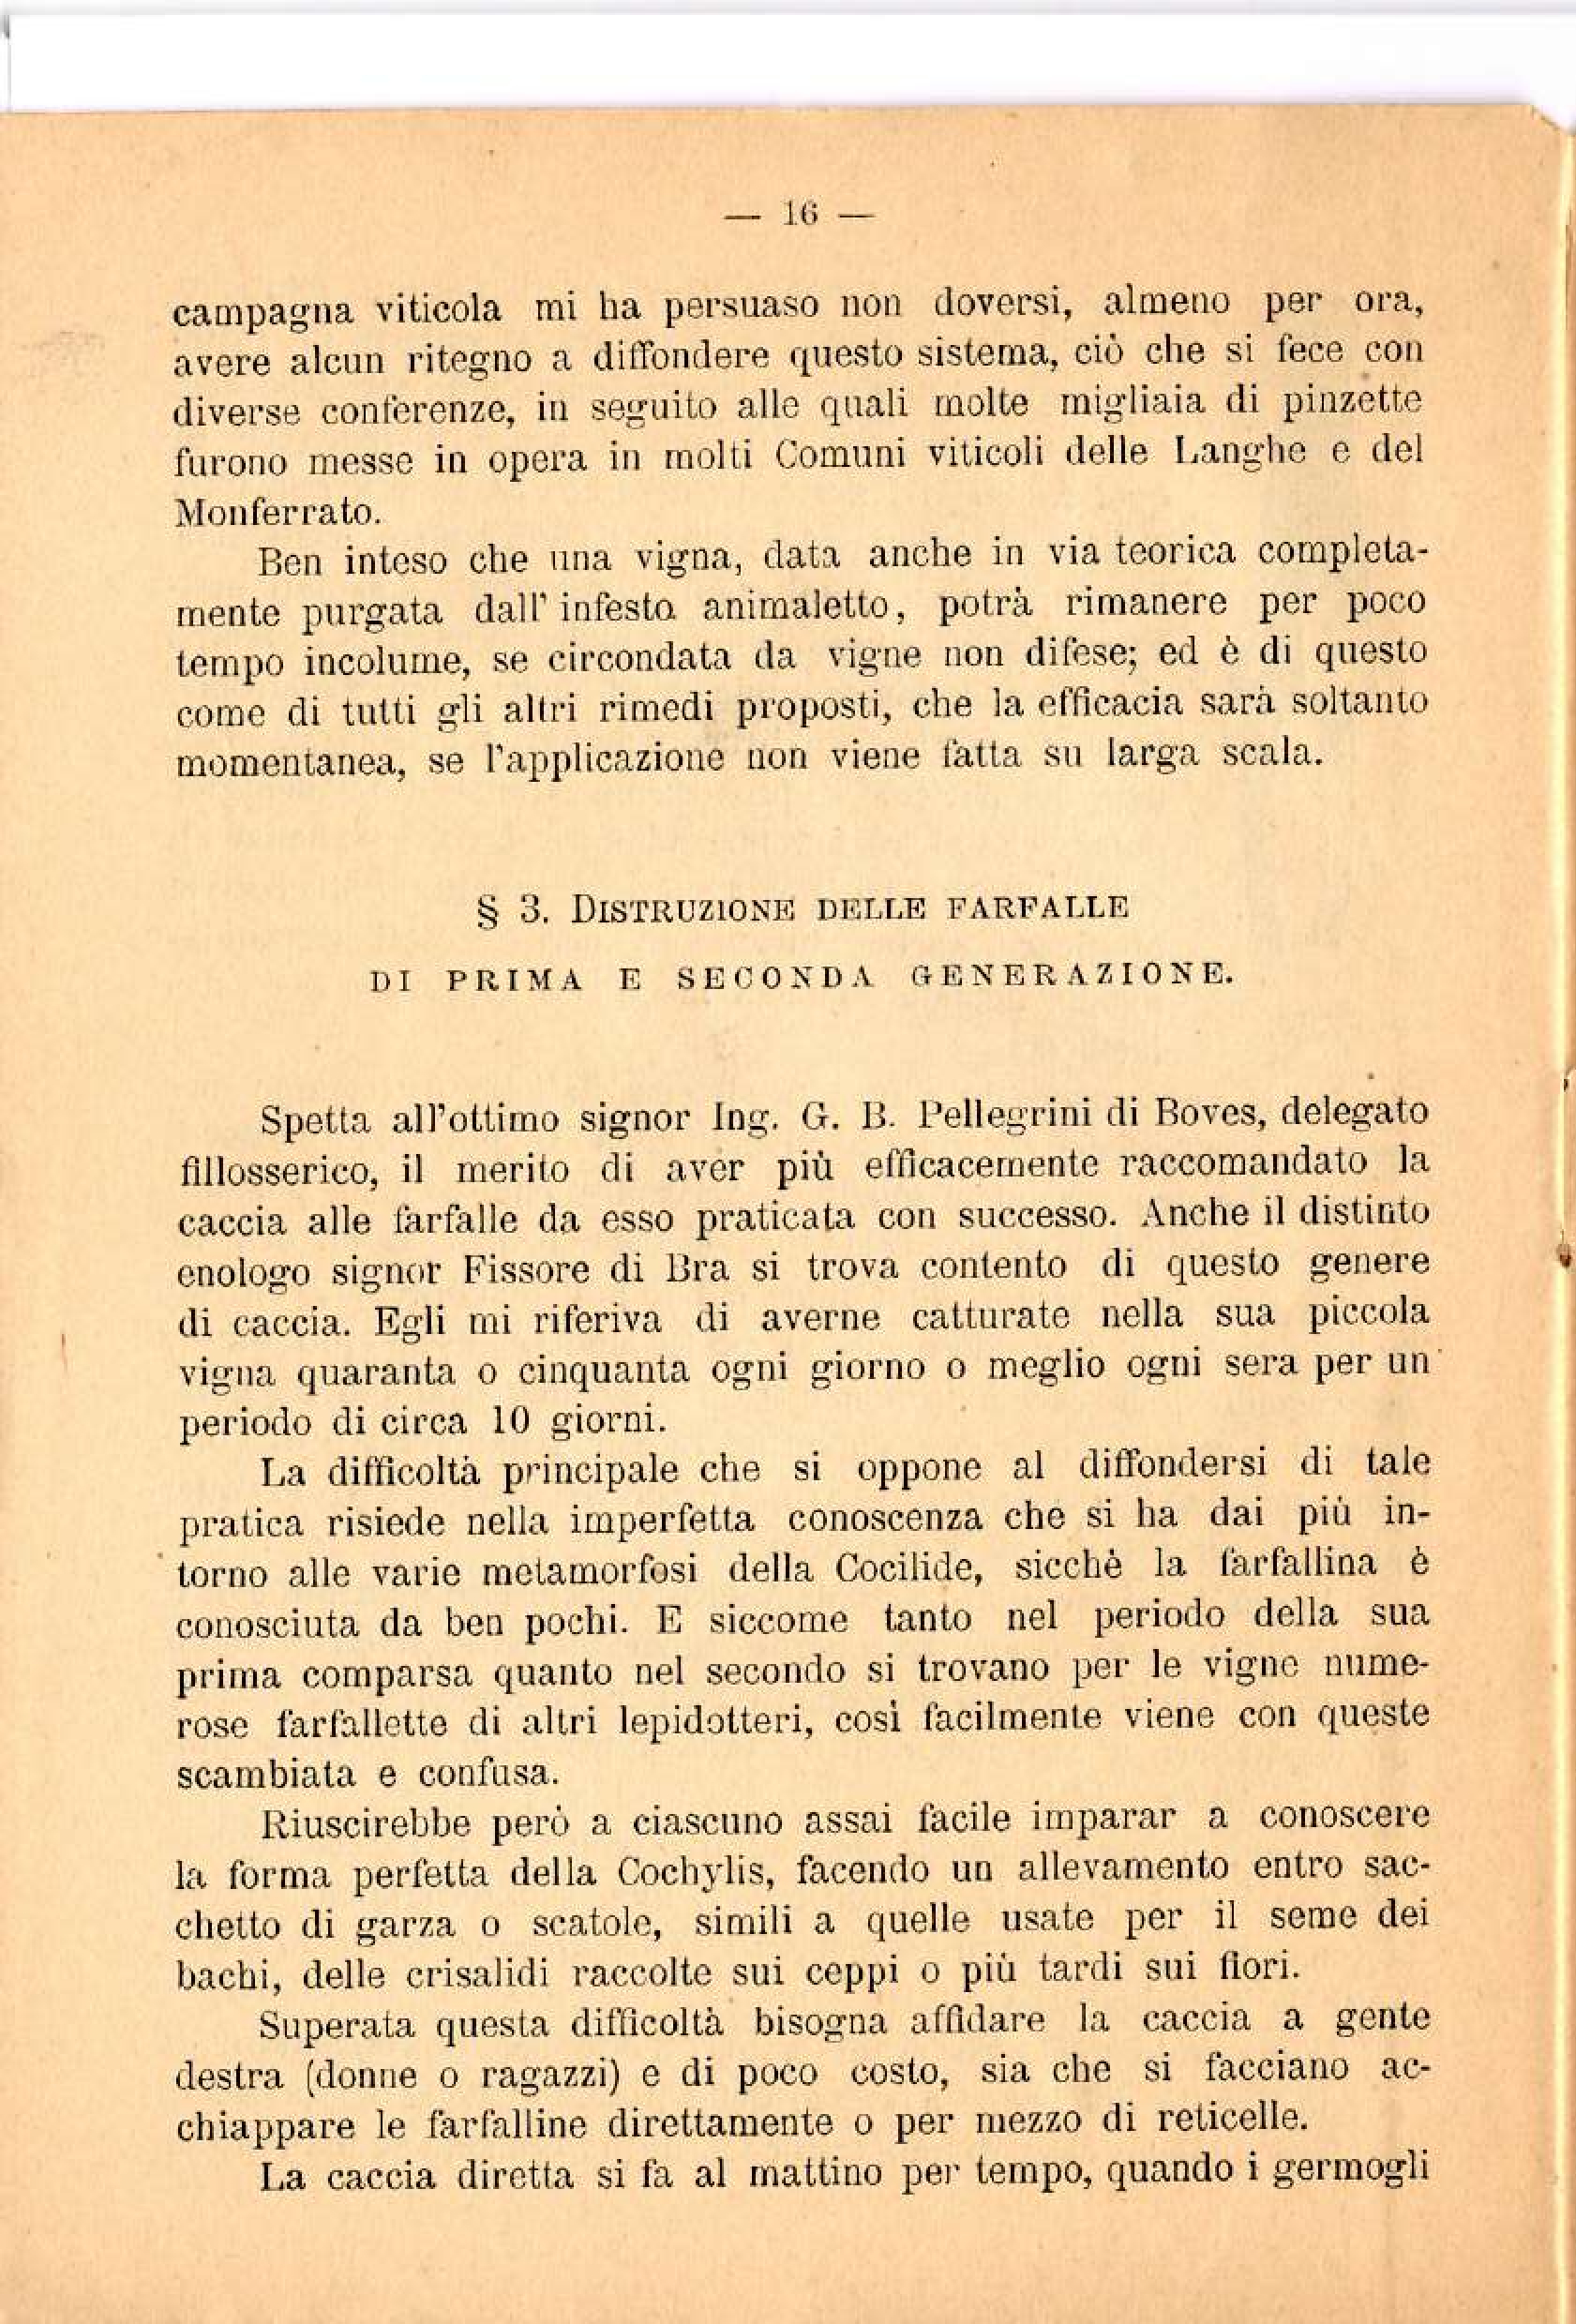 — 16 —
campagna viticola mi ha persuaso non doversi, almeno per ora,
avere alcun ritegno a diffondere questo sistema, ciò che si fece con
diverse conferenze, in seguito alle quali molte migliaia di pinzette
furono messe in opera in molti Comuni viticoli delle Langhe e del
Monferrato.
Ben inteso che una vigna, data anche in via teorica completa-
mente purgata dall' infesto animaletto, potrà rimanere per poco
tempo incolume, se circondata da vigne non difese; ed è di questo
come di tutti gli altri rimedi proposti, che la efficacia sarà soltanto
momentanea, se l'applicazione non viene fatta su larga scala.
§ 3. DISTRUZIONE DELLE FARFALLE
DI PRIMA E SECONDA GENERAZIONE.
Spetta all'ottimo signor Ing. G. B. Pellegrini di Boves, delegato
fillosserico, il merito di aver più efficacemente raccomandato la
caccia alle farfalle da esso praticata con successo. Anche il distinto
enologo signor Fissore di Bra si trova contento di questo genere
di caccia. Egli mi riferiva di averne catturate nella sua piccola
vigna quaranta o cinquanta ogni giorno o meglio ogni sera per un
periodo di circa 10 giorni.
La difficoltà principale che si oppone al diffondersi di tale
pratica risiede nella imperfetta conoscenza che si ha dai più in-
torno alle varie metamorfosi della Cocilide, sicchè la farfallina è
conosciuta da ben pochi. E siccome tanto nel periodo della sua
prima comparsa quanto nel secondo si trovano per le vigne nume-
rose farfallette di altri lepidotteri, così facilmente viene con queste
scambiata e confusa.
Riuscirebbe però a ciascuno assai facile imparar a conoscere
la forma perfetta della Cochylis, facendo un allevamento entro sac-
chetto di garza o scatole, simili a quelle usate per il seme dei
bachi, delle crisalidi raccolte sui ceppi o più tardi sui fiori.
Superata questa difficoltà bisogna affidare la caccia a gente
destra (donne o ragazzi) e di poco costo, sia che si facciano ac-
chiappare le farfalline direttamente o per mezzo di reticelle.
La caccia diretta si fa al mattino per tempo, quando i germogli